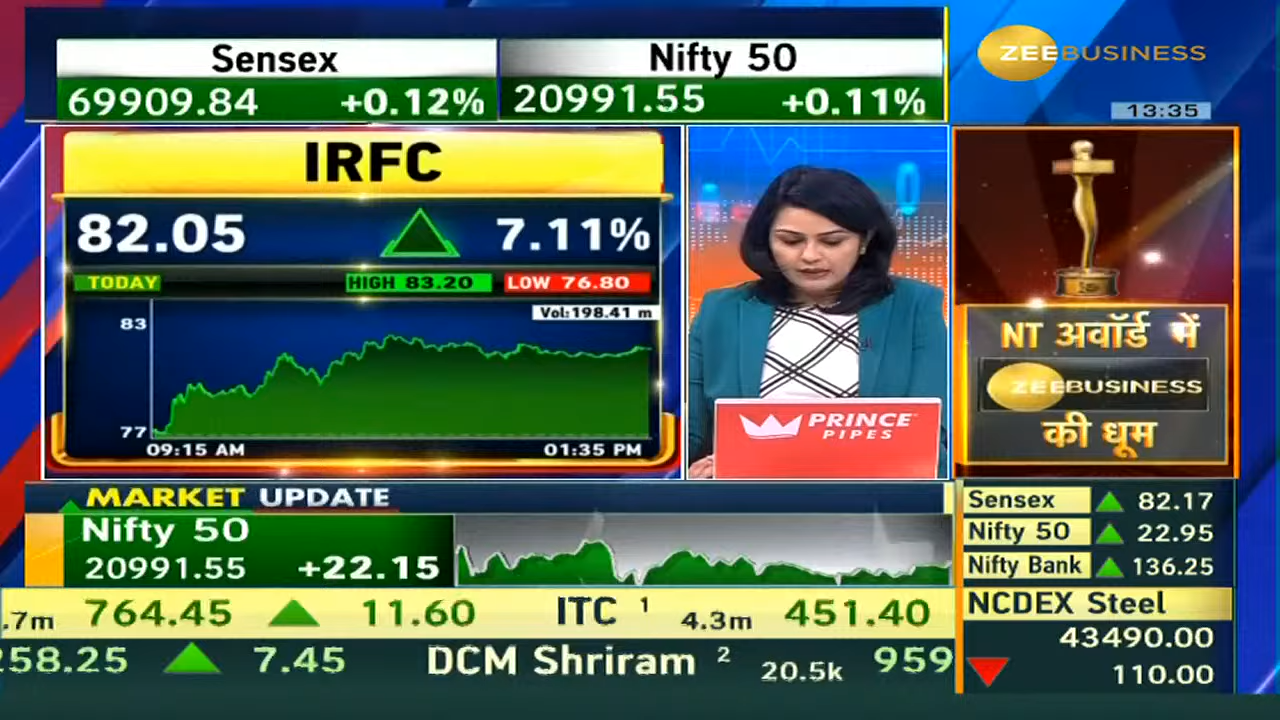 Sensex
69909.84 +0.12%
Nifty 50
20991.55 +0.11%
ZEEBUSINESS
13:35
IRFC
82.05 7.11%
TODAY HIGH 83.20 LOW 76.80
Vol:198.41 m
83
77
09:15 AM 01:35 PM
PRINCE
PIPES
NT अवॉर्ड में
ZEEBUSINESS
की धूम
MARKET UPDATE
Nifty 50
20991.55 +22.15
Sensex 82.17
Nifty 50 22.95
Nifty Bank 136.25
NCDEX Steel
43490.00
110.00
.7m 764.45 11.60 ITC 1 4.3m 451.40
258.25 7.45 DCM Shriram 2 20.5k 959